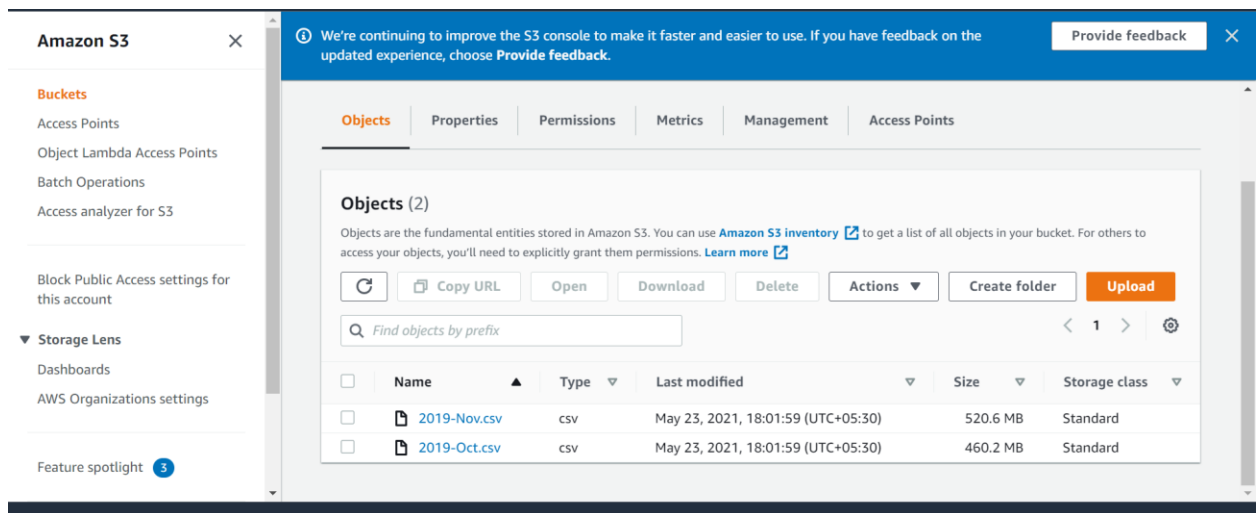 Amazon S3
Buckets
Access Points
Object Lambda Access Points
Batch Operations
Access analyzer for S3
Block Public Access settings for
this account
Storage Lens
Dashboards
AWS Organizations settings
Feature spotlight 3
We're continuing to improve the S3 console to make it faster and easier to use. If you have feedback on the
updated experience, choose Provide feedback.
Provide feedback
Objects Properties Permissions Metrics Management Access Points
Objects (2)
Objects are the fundamental entities stored in Amazon S3. You can use Amazon S3 inventory to get a list of all objects in your bucket. For others to
access your objects, you'll need to explicitly grant them permissions. Learn more
Copy URL Open Download Delete Actions Create folder Upload
Find objects by prefix
1
Name Type Last modified Size Storage class
2019-Nov.csv csv May 23, 2021, 18:01:59 (UTC+05:30) 520.6 MB Standard
2019-Oct.csv csv May 23, 2021, 18:01:59 (UTC+05:30) 460.2 MB Standard